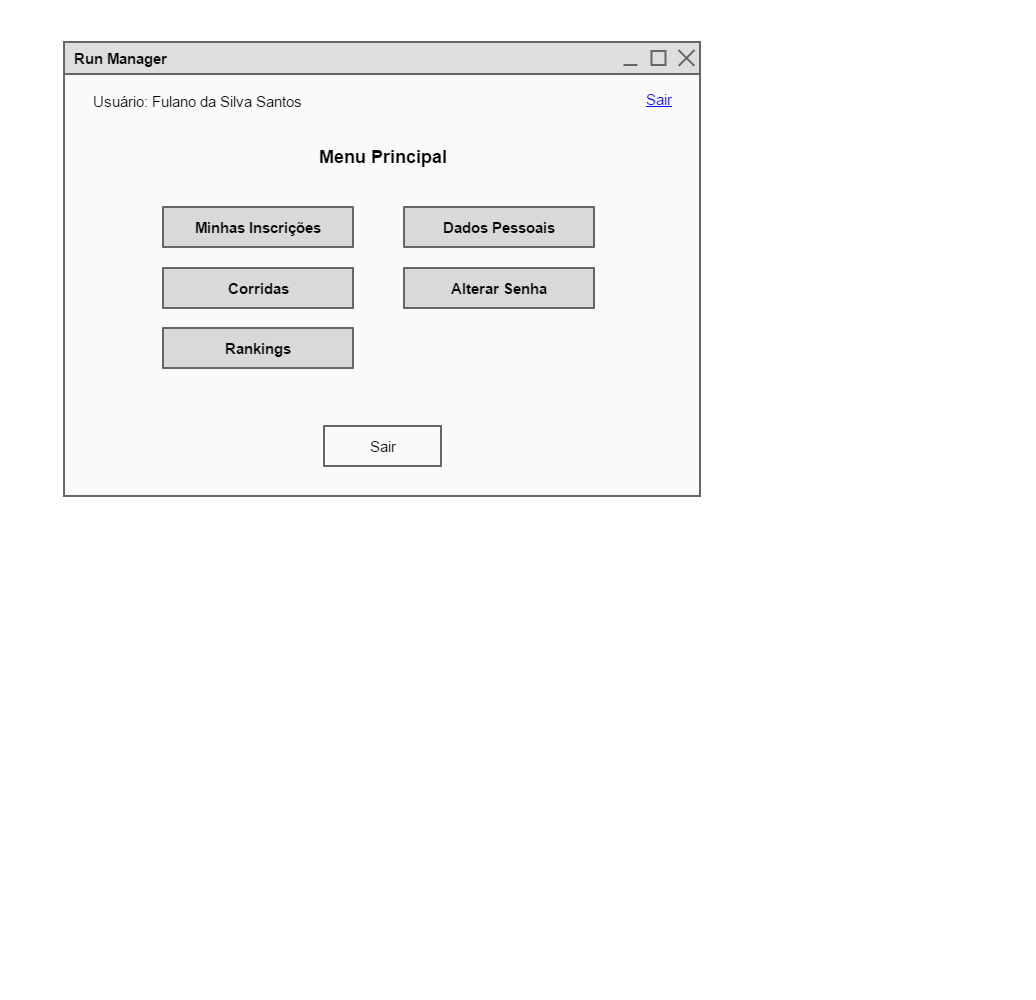 Run Manager
Usuário: Fulano da Silva Santos
Sair
Menu Principal
Minhas Inscrições
Dados Pessoais
Corridas
Alterar Senha
Rankings
Sair